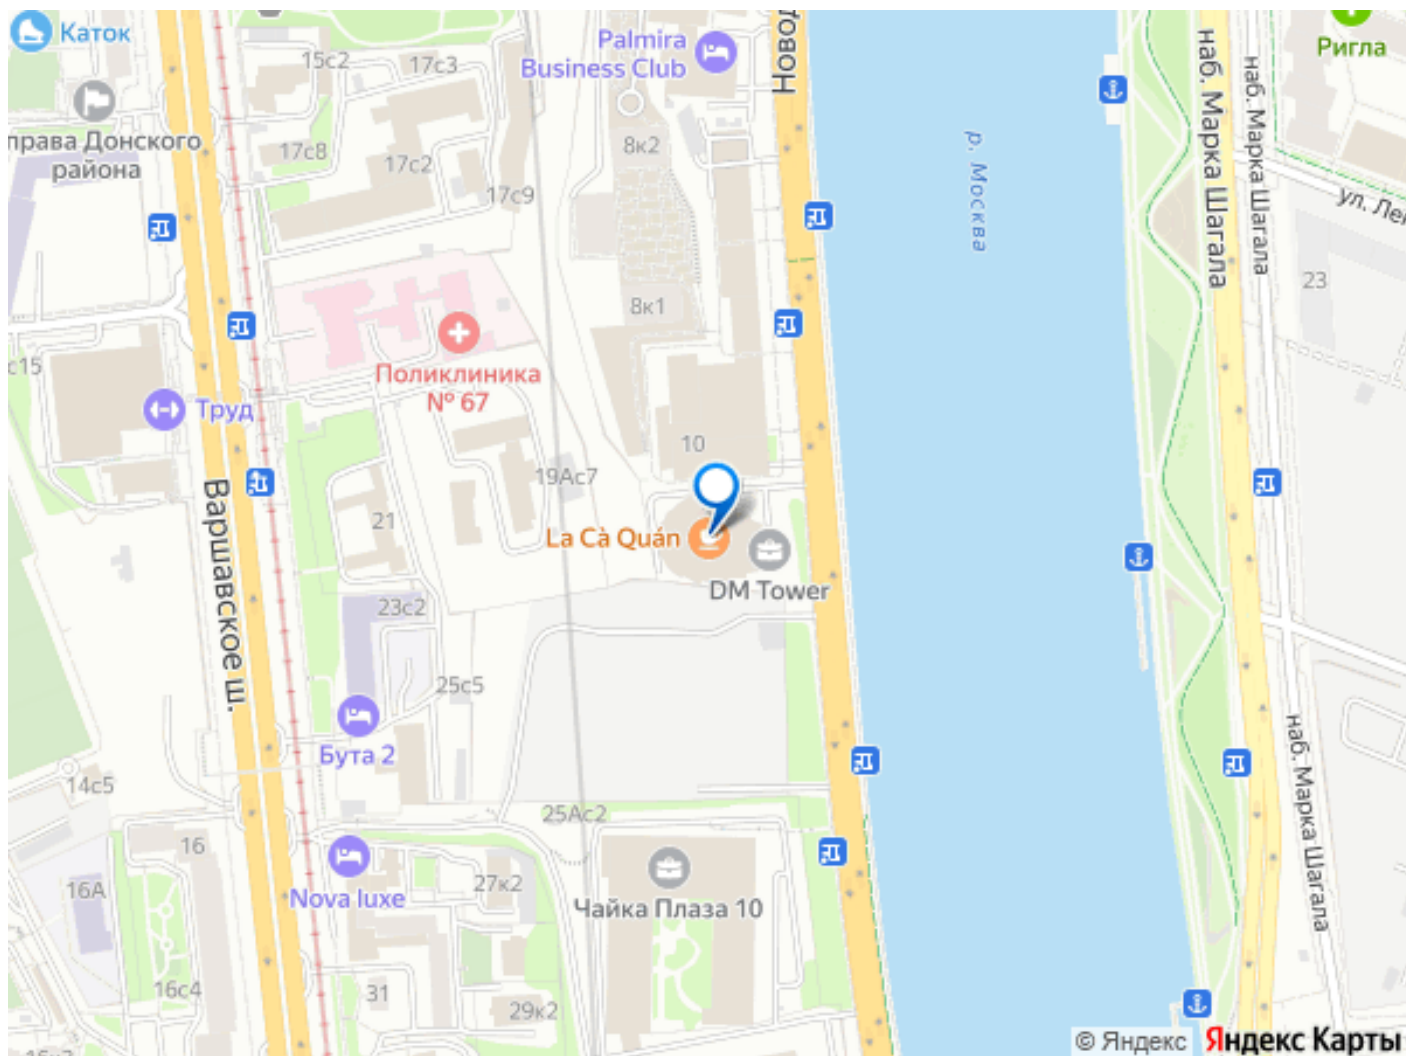 Каток
15с2
17с3
Palmira
Business Club
Новода
наб. Марка Шагала
наб. Марка Шагала
Ригла
права Донского
района
17с8
17с2
17с9
8к2
р. Москва
ул. Лей
23
8к1
с15
Поликлиника
№ 67
Труд
10
19Ас7
Варшавское ш.
21
La Cà Quán
DM Tower
23с2
25с5
Бута 2
14с5
25Ас2
наб. Марка Шагала
16
16А
Nova luxe
27к2
Чайка Плаза 10
16с4
31
29к2
© Яндекс Яндекс Карты